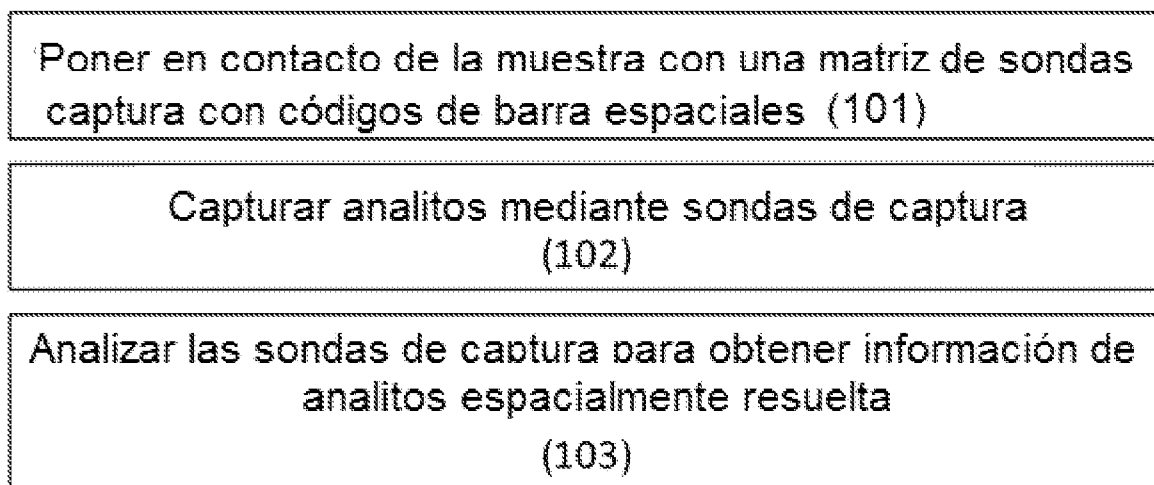 Poner en contacto de la muestra con una matriz de sondas
captura con códigos de barra espaciales (101)
Capturar analitos mediante sondas de captura
(102)
Analizar las sondas de captura para obtener información de
analitos espacialmente resuelta
(103)